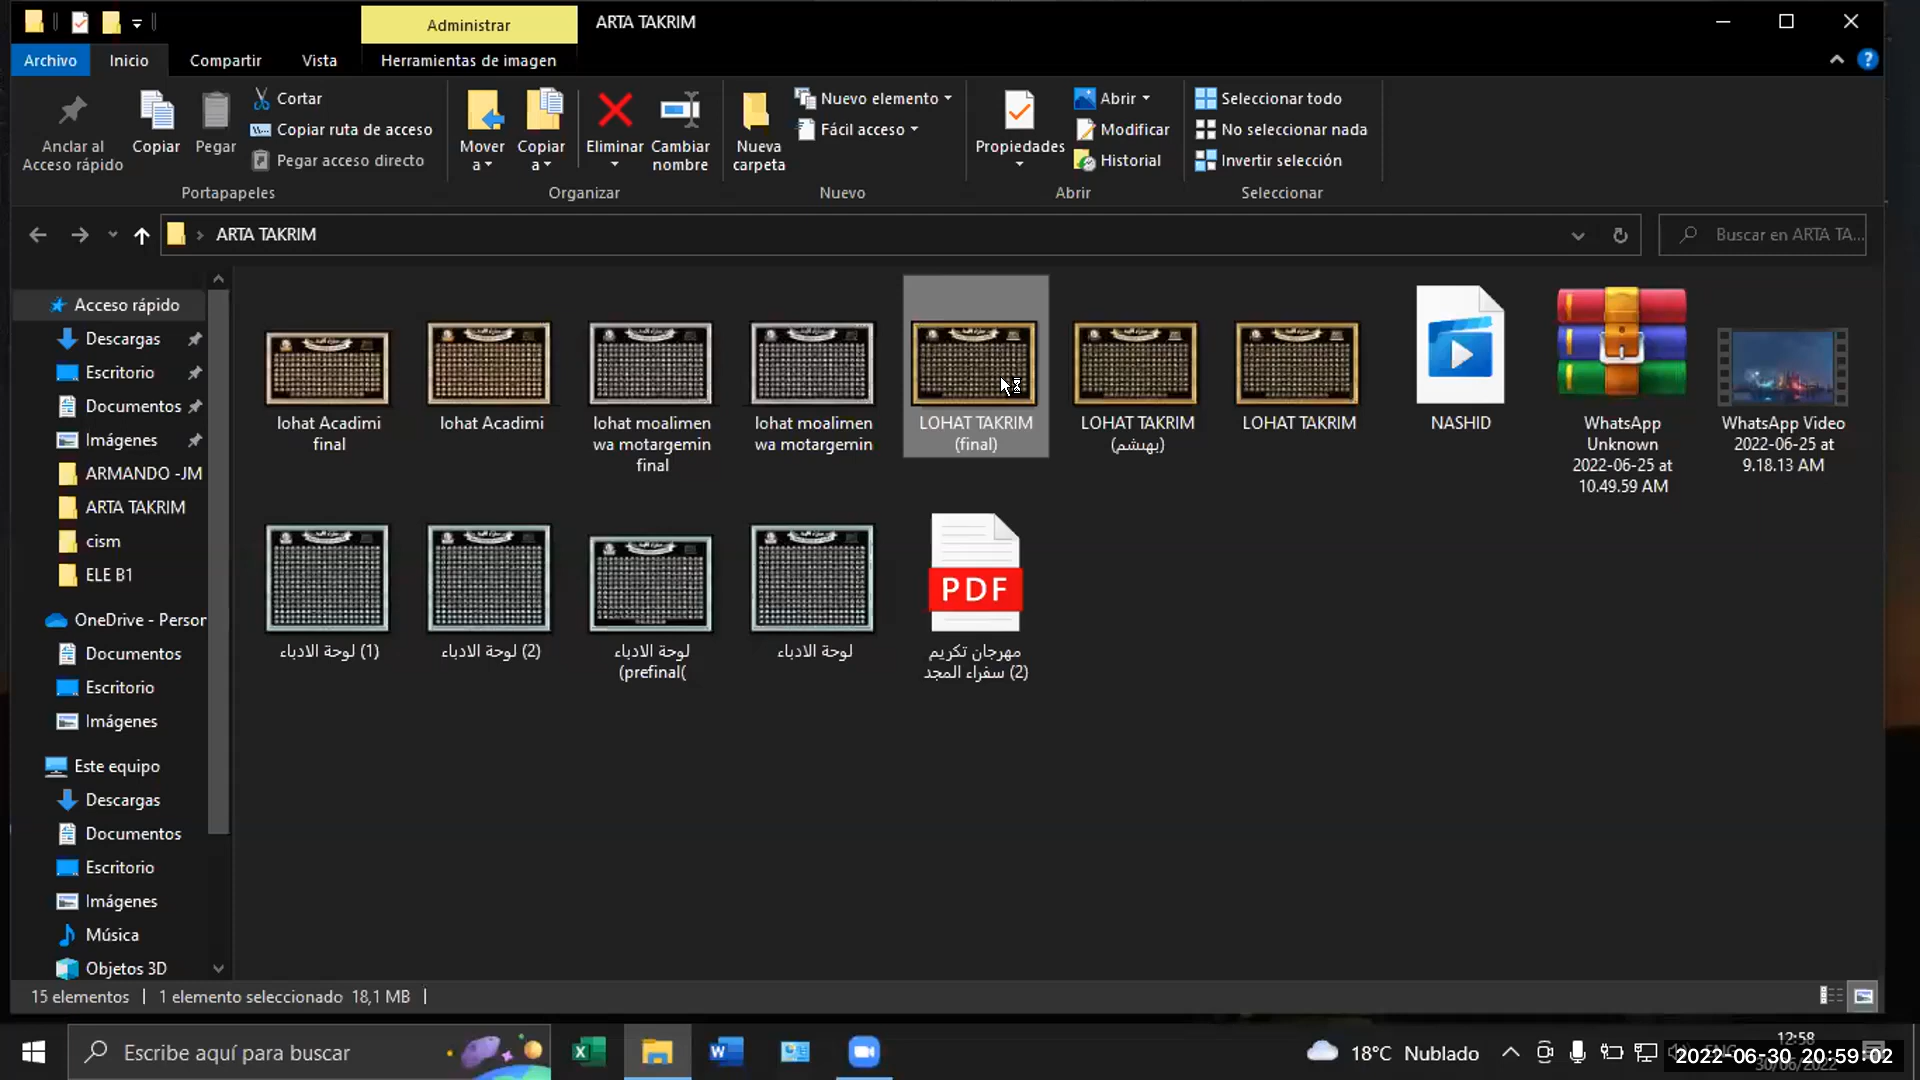 Administrar
ARTA TAKRIM
Archivo
Inicio
Compartir
Vista
Herramientas de imagen
Anclar al
Acceso rápido
Copiar
Pegar
Cortar
Copiar ruta de acceso
Pegar acceso directo
Portapapeles
Mover
a
Copiar
a
Eliminar
Cambiar
nombre
Organizar
Nueva
carpeta
Nuevo elemento
Fácil acceso
Nuevo
Propiedades
Abrir
Modificar
Historial
Abrir
Seleccionar todo
No seleccionar nada
Invertir selección
Seleccionar
ARTA TAKRIM
Buscar en ARTA TA...
Acceso rápido
Descargas
Escritorio
Documentos
Imágenes
ARMANDO -JM
ARTA TAKRIM
cism
ELE B1
OneDrive - Person
Documentos
Escritorio
Imágenes
Este equipo
Descargas
Documentos
Escritorio
Imágenes
Música
Objetos 3D
lohat Acadimi
final
lohat Acadimi
lohat moalimen
wa motargemin
final
lohat moalimen
wa motargemin
LOHAT TAKRIM
(final)
LOHAT TAKRIM
(بهشم)
LOHAT TAKRIM
NASHID
WhatsApp
Unknown
2022-06-25 at
10.49.59 AM
WhatsApp Video
2022-06-25 at
9.18.13 AM
لوحة الادباء (1)
لوحة الادباء (2)
لوحة الادباء
(prefinal(
لوحة الادباء
PDF
مهرجان تكريم
سفراء المجد (2)
15 elementos
1 elemento seleccionado 18,1 MB
Escribe aquí para buscar
18°C Nublado
12:58
30/06/2022
2022-06-30 20:59:02